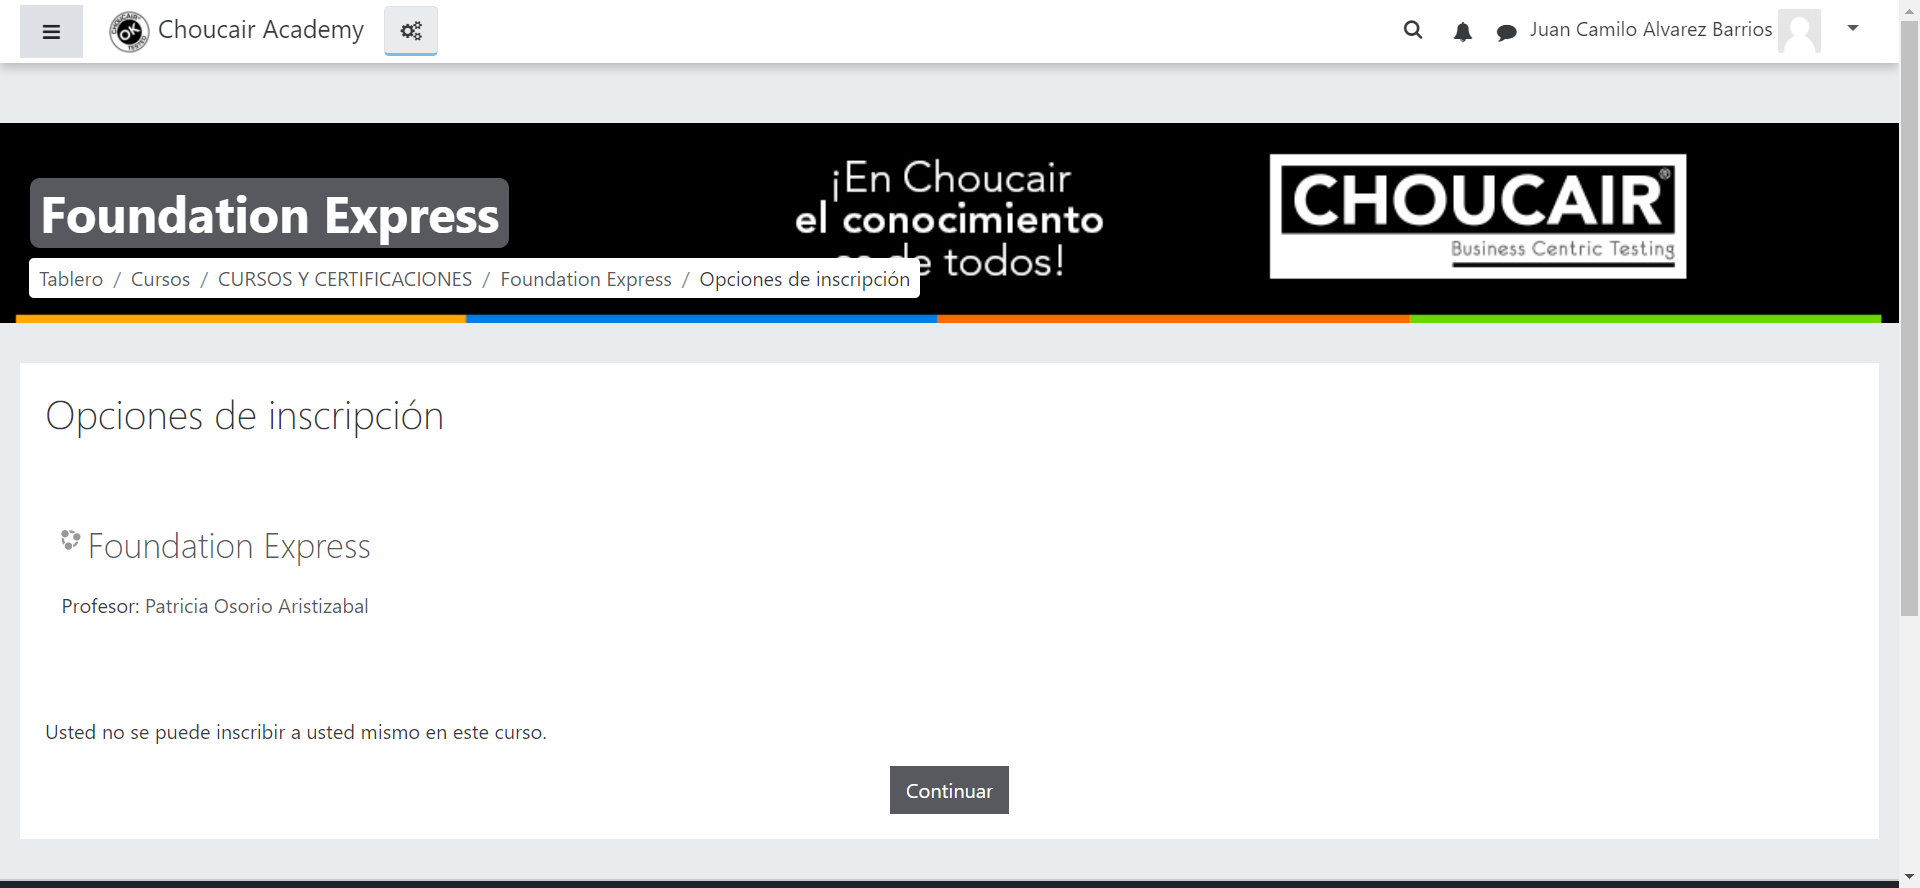 Choucair Academy
Juan Camilo Alvarez Barrios
¡En Choucair
el conocimiento
de todos!
CHOUCAIR®
Business Centric Testing
Foundation Express
Tablero / Cursos / CURSOS Y CERTIFICACIONES / Foundation Express / Opciones de inscripción
Opciones de inscripción
Foundation Express
Profesor: Patricia Osorio Aristizabal
Usted no se puede inscribir a usted mismo en este curso.
Continuar